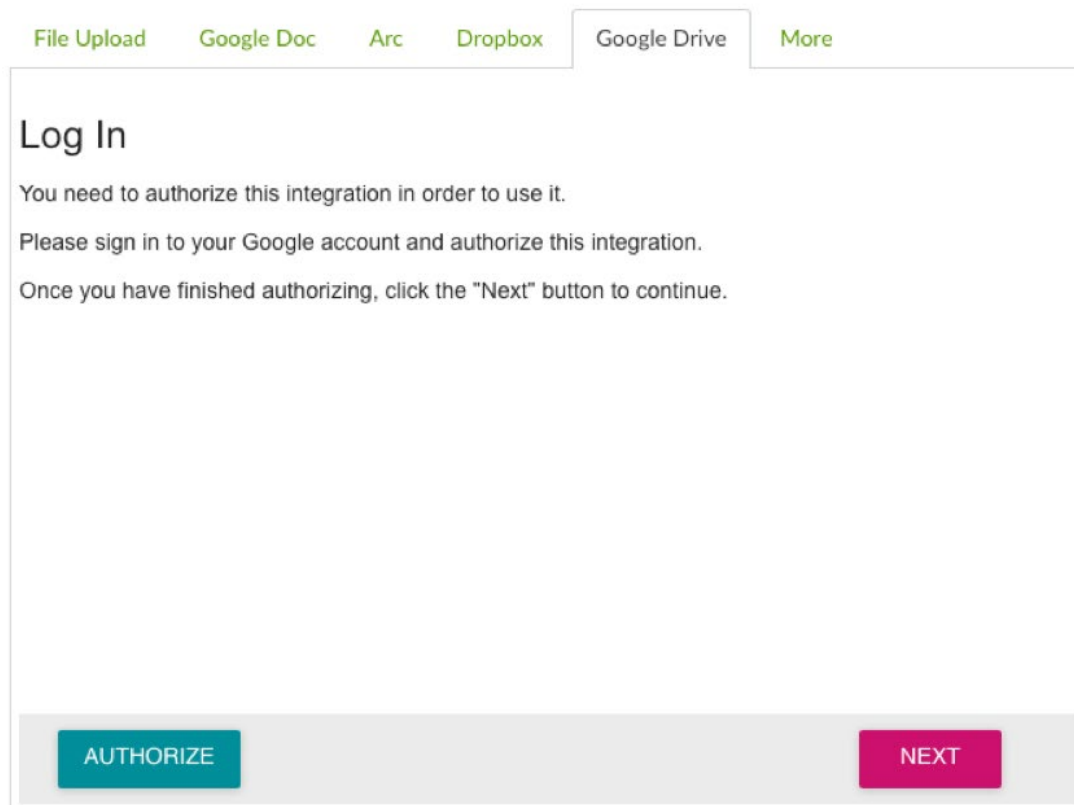 File Upload Google Doc Arc Dropbox Google Drive More
Log In
You need to authorize this integration in order to use it.
Please sign in to your Google account and authorize this integration.
Once you have finished authorizing, click the "Next" button to continue.
AUTHORIZE NEXT